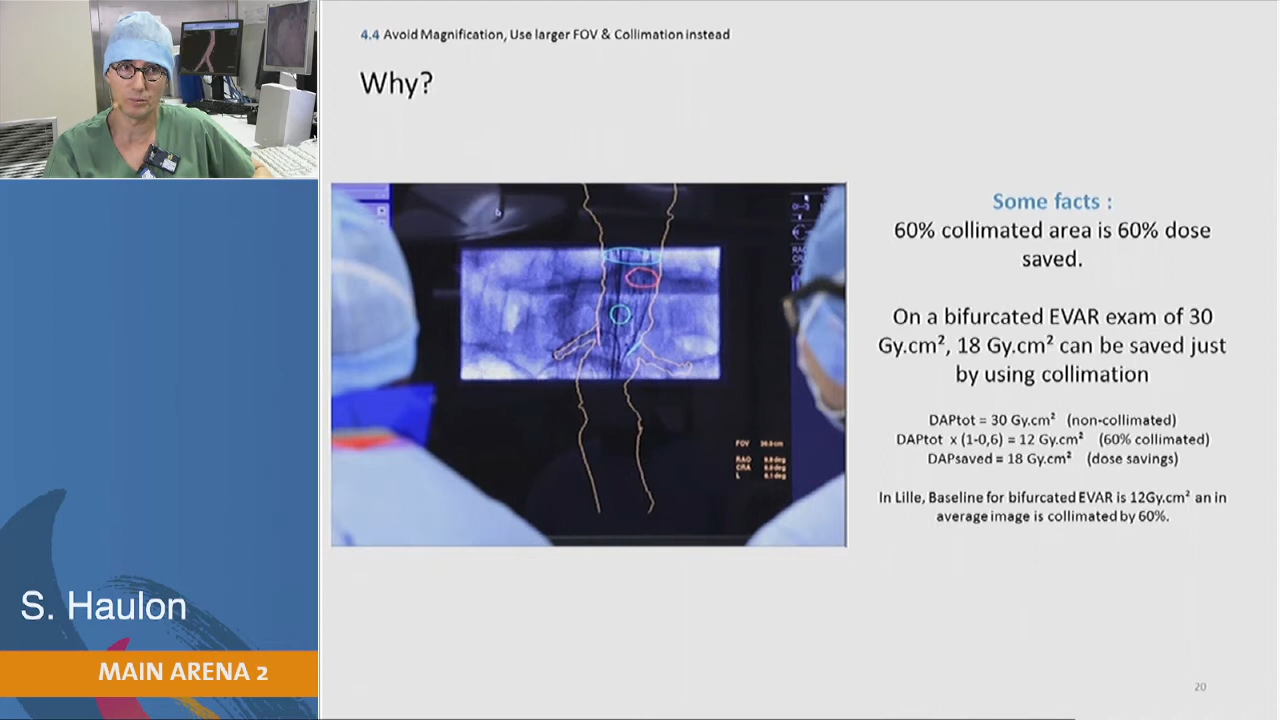 4.4 Avoid Magnification, Use larger FOV & Collimation instead
Why?
Some facts :
60% collimated area is 60% dose
saved.
On a bifurcated EVAR exam of 30
Gy.cm², 18 Gy.cm² can be saved just
by using collimation
DAPtot = 30 Gy.cm² (non-collimated)
DAPtot x (1-0,6) = 12 Gy.cm² (60% collimated)
DAPsaved = 18 Gy.cm² (dose savings)
In Lille, Baseline for bifurcated EVAR is 12Gy.cm² an in
average image is collimated by 60%.
FOV
RAO
CRA
L
S. Haulon
MAIN ARENA 2
20